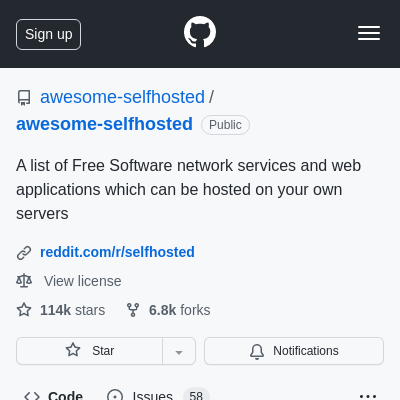 Sign up
awesome-selfhosted /
awesome-selfhosted Public
A list of Free Software network services and web
applications which can be hosted on your own
servers
reddit.com/r/selfhosted
View license
114k stars 6.8k forks
Star Notifications
Code Issues 58